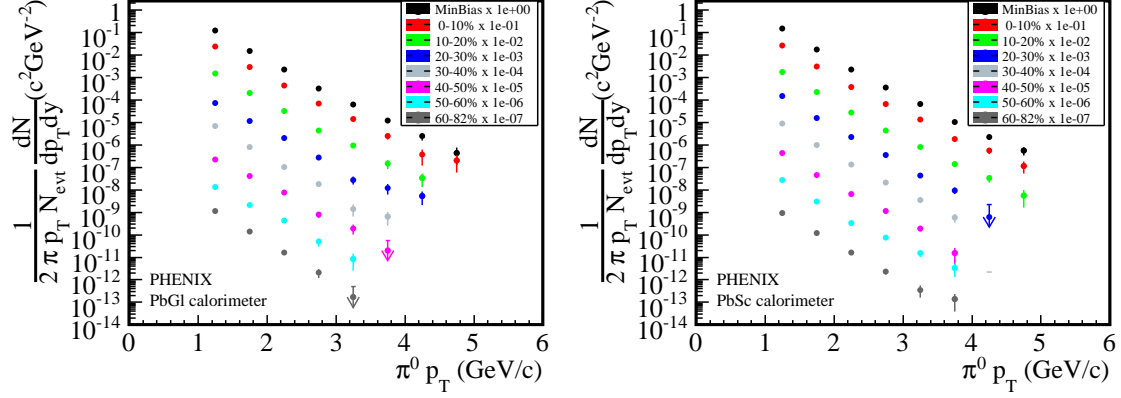 1/(2 π p_T N_evt) dN/(dp_T dy) (c²GeV⁻²)
1
10⁻¹
10⁻²
10⁻³
10⁻⁴
10⁻⁵
10⁻⁶
10⁻⁷
10⁻⁸
10⁻⁹
10⁻¹⁰
10⁻¹¹
10⁻¹²
10⁻¹³
10⁻¹⁴
MinBias x 1e+00
0-10% x 1e-01
10-20% x 1e-02
20-30% x 1e-03
30-40% x 1e-04
40-50% x 1e-05
50-60% x 1e-06
60-82% x 1e-07
PHENIX
PbGl calorimeter
0 1 2 3 4 5 6
π⁰ p_T (GeV/c)
1/(2 π p_T N_evt) dN/(dp_T dy) (c²GeV⁻²)
1
10⁻¹
10⁻²
10⁻³
10⁻⁴
10⁻⁵
10⁻⁶
10⁻⁷
10⁻⁸
10⁻⁹
10⁻¹⁰
10⁻¹¹
10⁻¹²
10⁻¹³
10⁻¹⁴
MinBias x 1e+00
0-10% x 1e-01
10-20% x 1e-02
20-30% x 1e-03
30-40% x 1e-04
40-50% x 1e-05
50-60% x 1e-06
60-82% x 1e-07
PHENIX
PbSc calorimeter
0 1 2 3 4 5 6
π⁰ p_T (GeV/c)